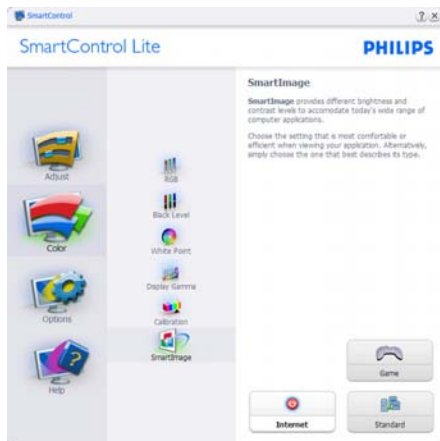 SmartControl
SmartControl Lite
PHILIPS
Adjust
Color
Options
Help
RGB
Black Level
White Point
Display Gamma
Calibration
SmartImage
SmartImage
SmartImage provides different brightness and
contrast levels to accomodate today's wide range of
computer applications.
Choose the setting that is most comfortable or
efficient when viewing your application. Alternatively,
simply choose the one that best describes its type.
Game
Internet
Standard